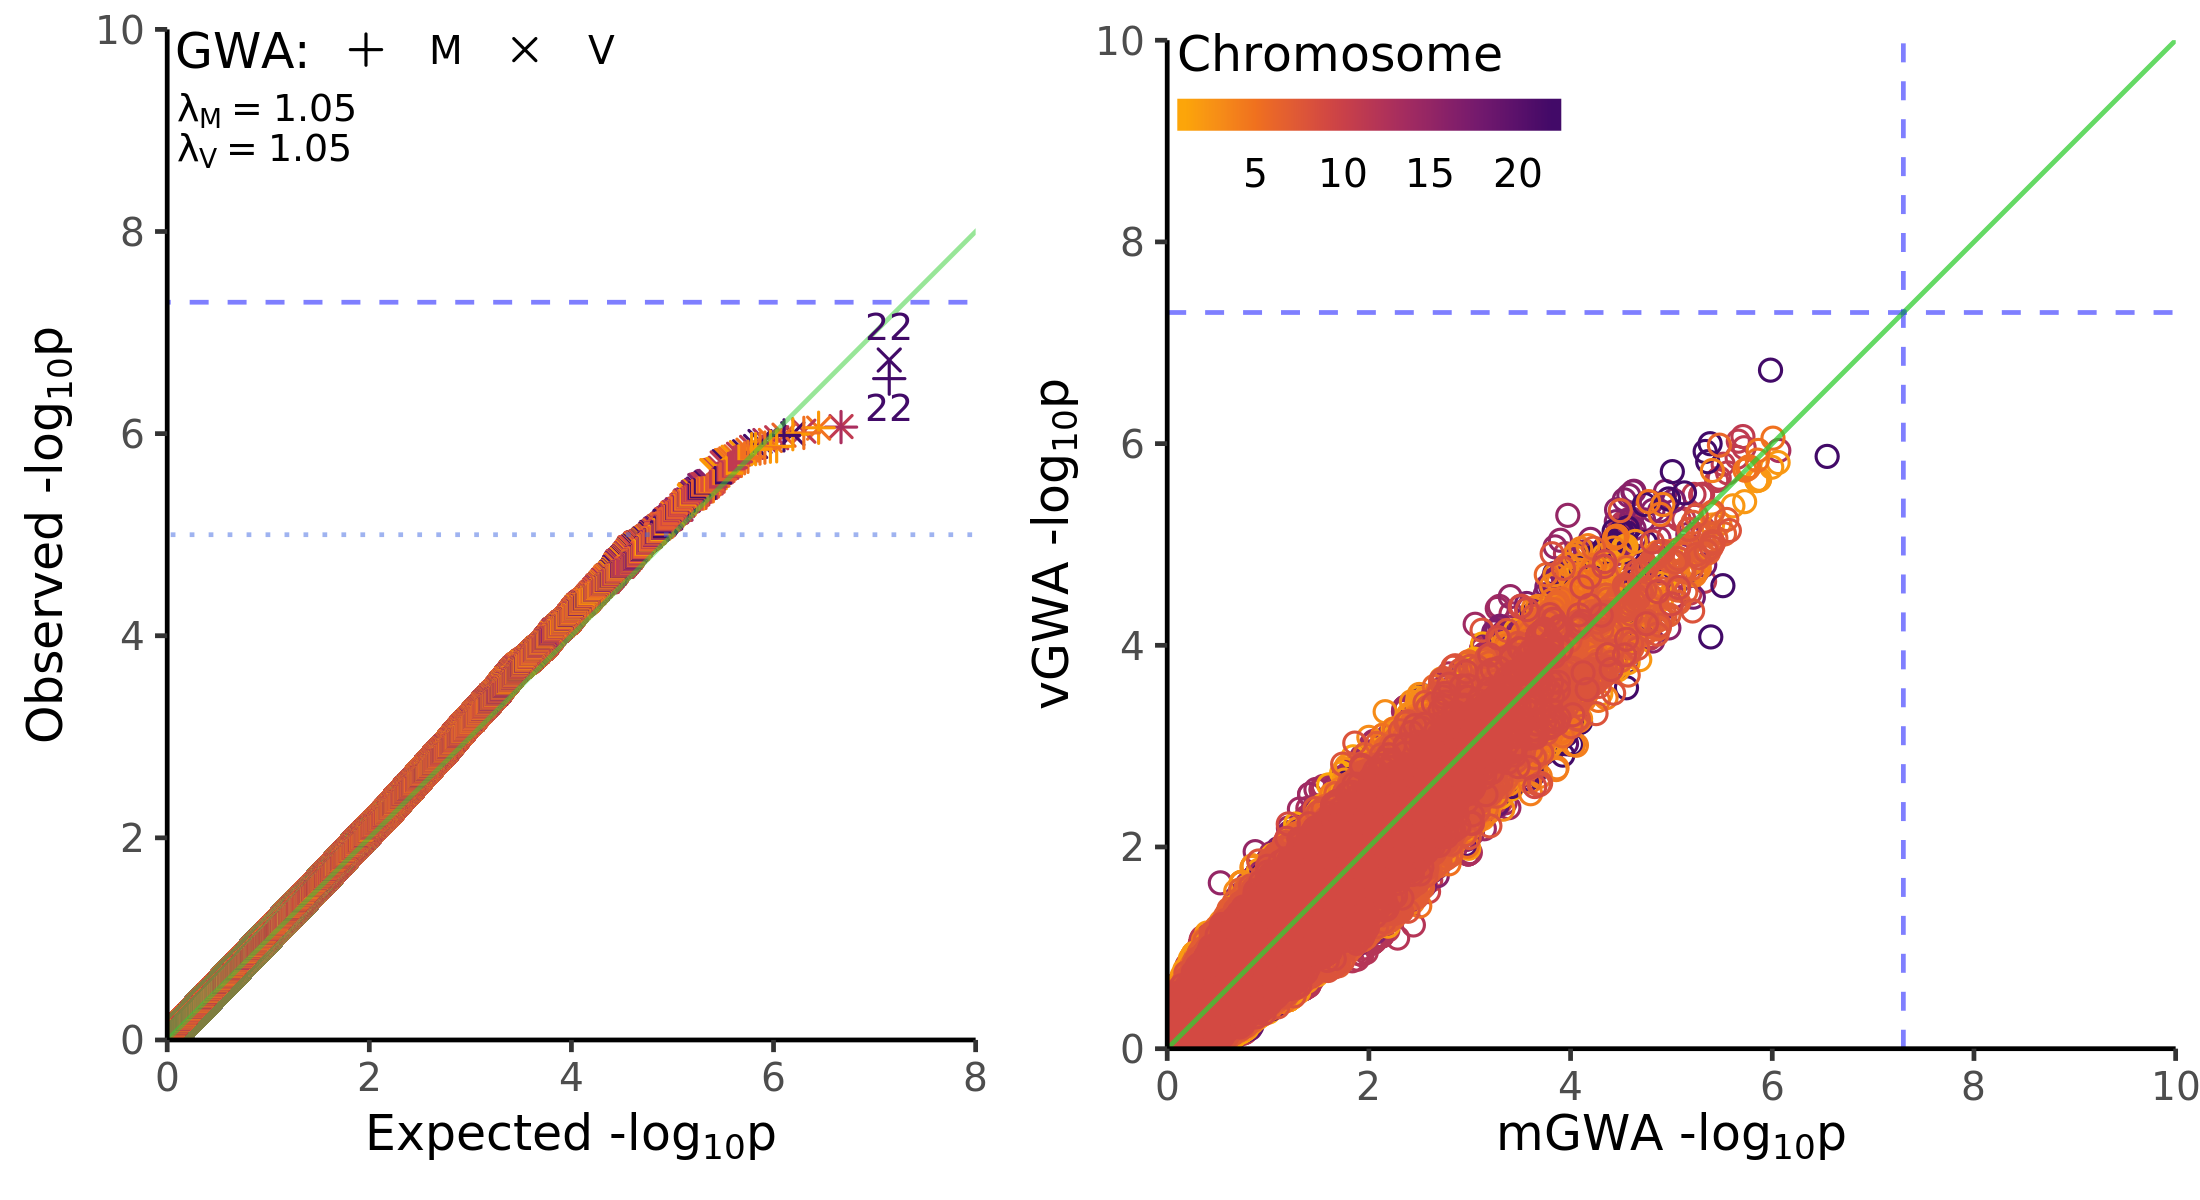 GWA: + M × V
λM = 1.05
λV = 1.05
10
8
6
4
2
0
22
22
0 2 4 6 8
Observed -log10p
Expected -log10p
Chromosome
5 10 15 20
10
8
6
4
2
0
0 2 4 6 8 10
vGWA -log10p
mGWA -log10p